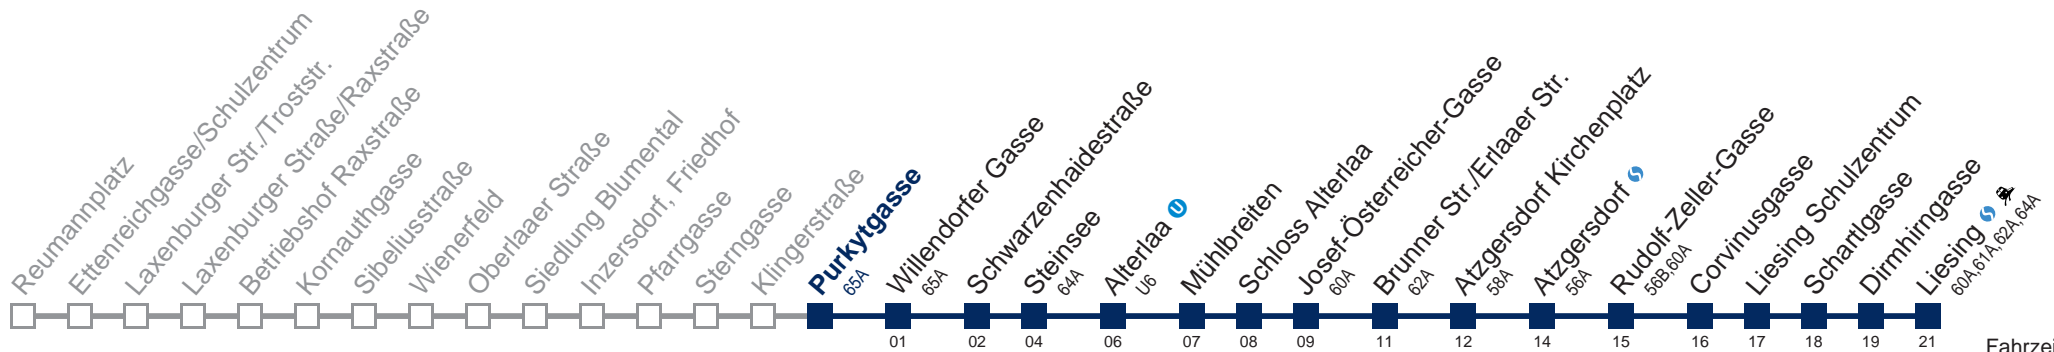 Reumannplatz
Ettenreichgasse/Schulzentrum
Laxenburger Str./Troststr.
Laxenburger Straße/Raxstraße
Betriebshof Raxstraße
Kornauthgasse
Sibeliusstraße
Wienerfeld
Oberlaaer Straße
Siedlung Blumental
Inzersdorf, Friedhof
Pfarrgasse
Sterngasse
Klingerstraße
Purkytgasse
65A
Willendorfer Gasse
65A
Schwarzenhaidestraße
Steinsee
64A
Alterlaa U
U6
Mühlbreiten
Schloss Alterlaa
Josef-Österreicher-Gasse
60A
Brunner Str./Erlaaer Str.
62A
Atzgersdorf Kirchenplatz
58A
Atzgersdorf S
56A
Rudolf-Zeller-Gasse
56B,60A
Corvinusgasse
Liesing Schulzentrum
Schartlgasse
Dirmhirngasse
Liesing S
60A,61A,62A,64A
01 02 04 06 07 08 09 11 12 14 15 16 17 18 19 21
Fahrzei